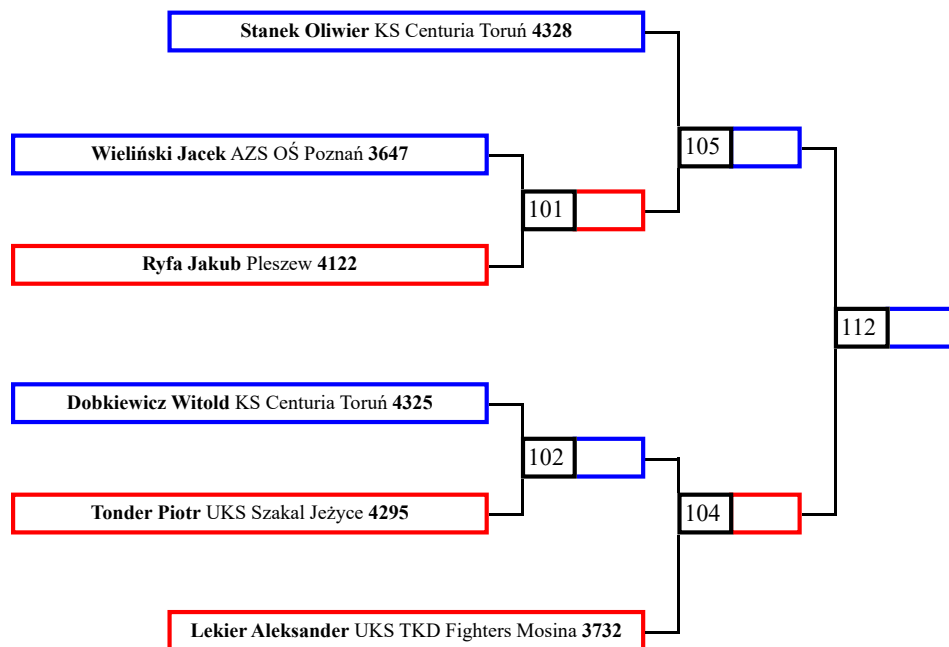 Stanek Oliwier KS Centuria Toruń 4328
105
Wieliński Jacek AZS OŚ Poznań 3647
101
Ryfa Jakub Pleszew 4122
112
Dobkiewicz Witold KS Centuria Toruń 4325
102
Tonder Piotr UKS Szakal Jeżyce 4295
104
Lekier Aleksander UKS TKD Fighters Mosina 3732